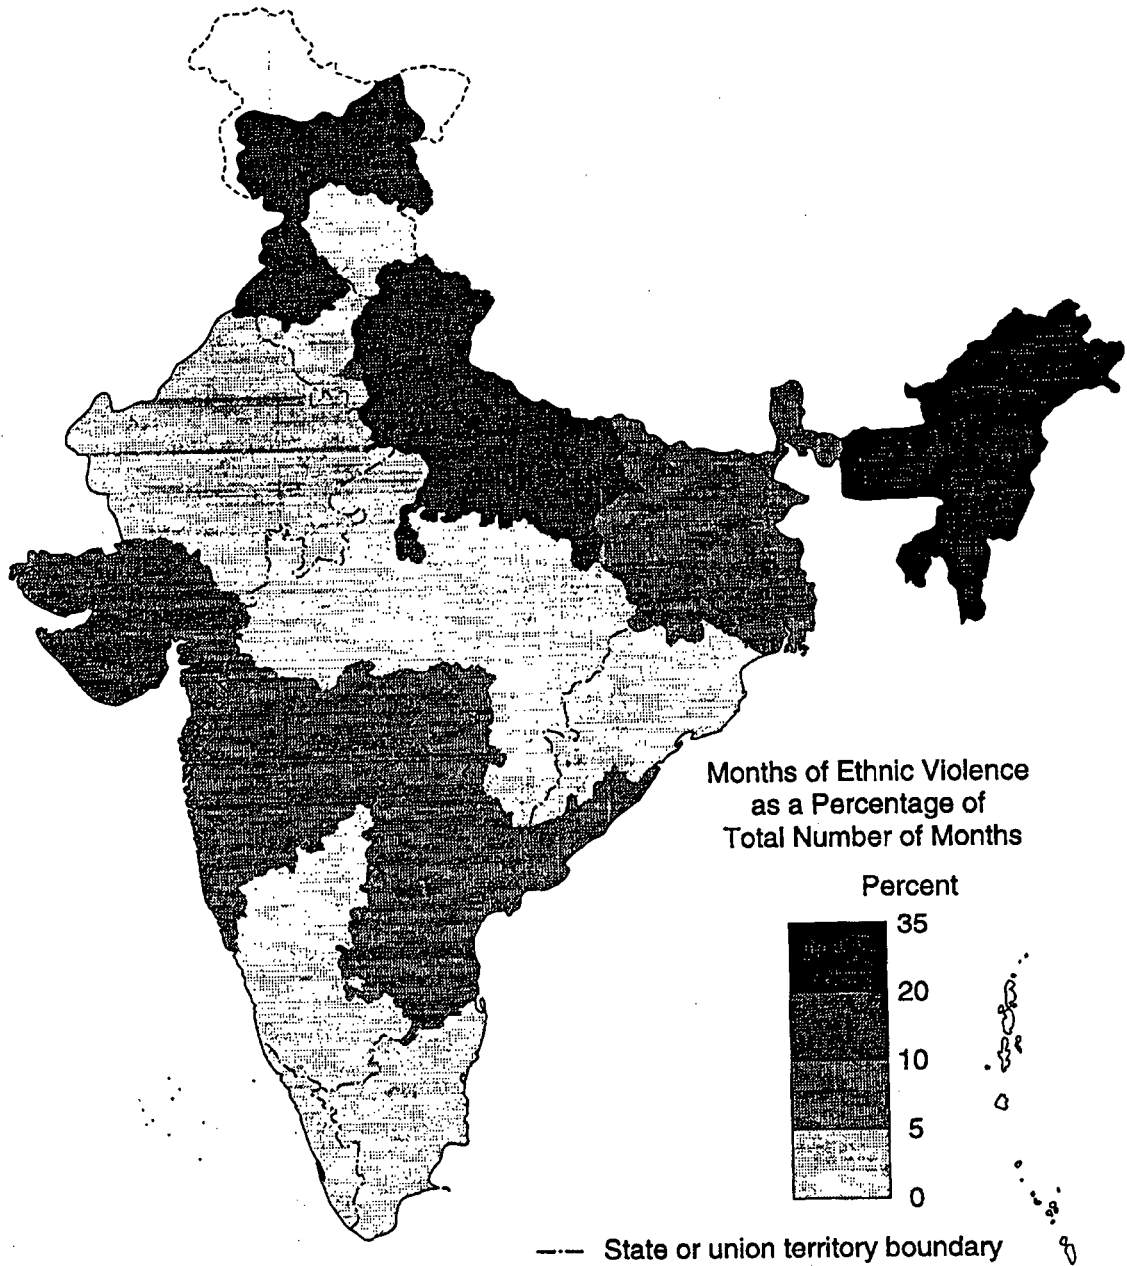 Months of Ethnic Violence
as a Percentage of
Total Number of Months
Percent
35
20
10
5
0
State or union territory boundary